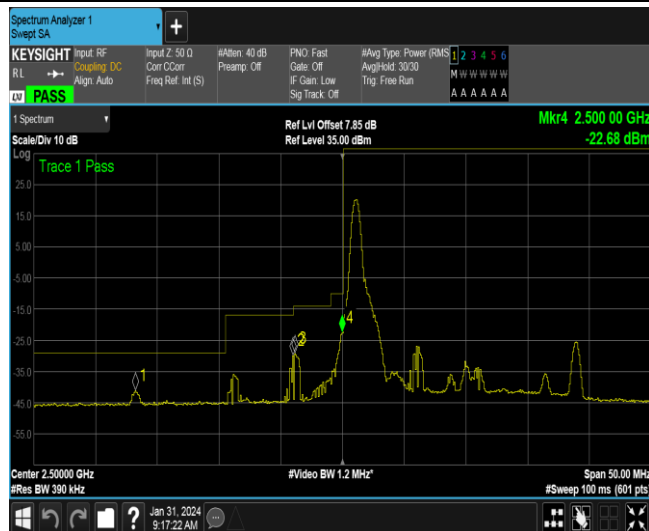 Spectrum Analyzer 1
Swept SA
+
KEYSIGHT
RL
LXI
PASS
Input: RF
Coupling: DC
Align: Auto
Input Z: 50 Ω
Corr CCorr
Freq Ref: Int (S)
#Atten: 40 dB
Preamp: Off
PNO: Fast
Gate: Off
IF Gain: Low
Sig Track: Off
#Avg Type: Power (RMS
Avg|Hold: 30/30
Trig: Free Run
1 2 3 4 5 6
M W W W W W
A A A A A A
1 Spectrum
Scale/Div 10 dB
Ref Lvl Offset 7.85 dB
Ref Level 35.00 dBm
Mkr4 2.500 00 GHz
-22.68 dBm
Log
Trace 1 Pass
25.0
15.0
5.00
-5.00
-15.0
-25.0
-35.0
-45.0
-55.0
1
4
Center 2.50000 GHz
#Res BW 390 kHz
#Video BW 1.2 MHz*
Span 50.00 MHz
#Sweep 100 ms (601 pts)
?
Jan 31, 2024
9:17:22 AM